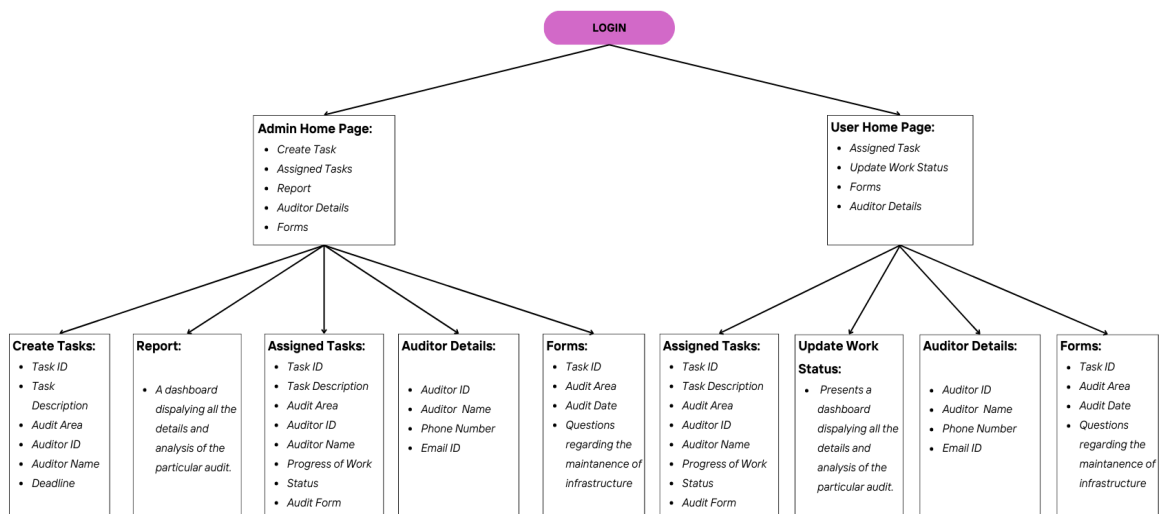 LOGIN
Admin Home Page:
Create Task
Assigned Tasks
Report
Auditor Details
Forms
User Home Page:
Assigned Task
Update Work Status
Forms
Auditor Details
Create Tasks:
Task ID
Task
Description
Audit Area
Auditor ID
Auditor Name
Deadline
Report:
A dashboard
dispalying all the
details and
analysis of the
particular audit.
Assigned Tasks:
Task ID
Task Description
Audit Area
Auditor ID
Auditor Name
Progress of Work
Status
Audit Form
Auditor Details:
Auditor ID
Auditor Name
Phone Number
Email ID
Forms:
Task ID
Audit Area
Audit Date
Questions
regarding the
maintanence of
infrastructure
Assigned Tasks:
Task ID
Task Description
Audit Area
Auditor ID
Auditor Name
Progress of Work
Status
Audit Form
Update Work
Status:
Presents a
dashboard
dispalying all the
details and
analysis of the
particular audit.
Auditor Details:
Auditor ID
Auditor Name
Phone Number
Email ID
Forms:
Task ID
Audit Area
Audit Date
Questions
regarding the
maintanence of
infrastructure